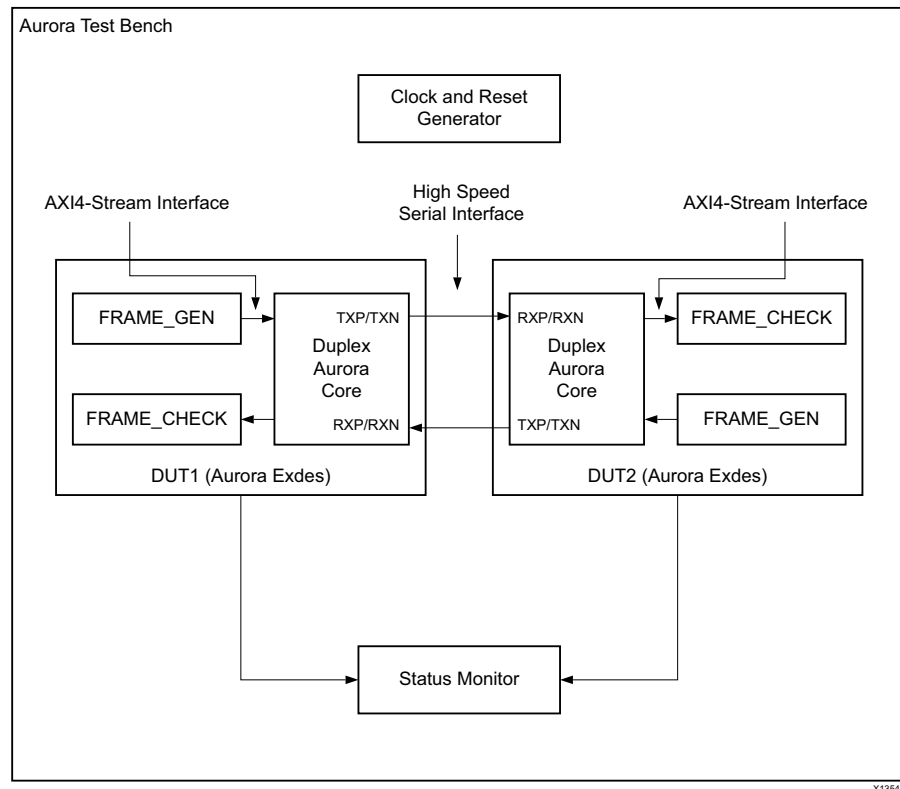 Aurora Test Bench
Clock and Reset
Generator
High Speed
Serial Interface
AXI4-Stream Interface
AXI4-Stream Interface
FRAME_GEN
TXP/TXN
RXP/RXN
FRAME_CHECK
Duplex
Aurora
Core
Duplex
Aurora
Core
FRAME_CHECK
RXP/RXN
TXP/TXN
FRAME_GEN
DUT1 (Aurora Exdes)
DUT2 (Aurora Exdes)
Status Monitor